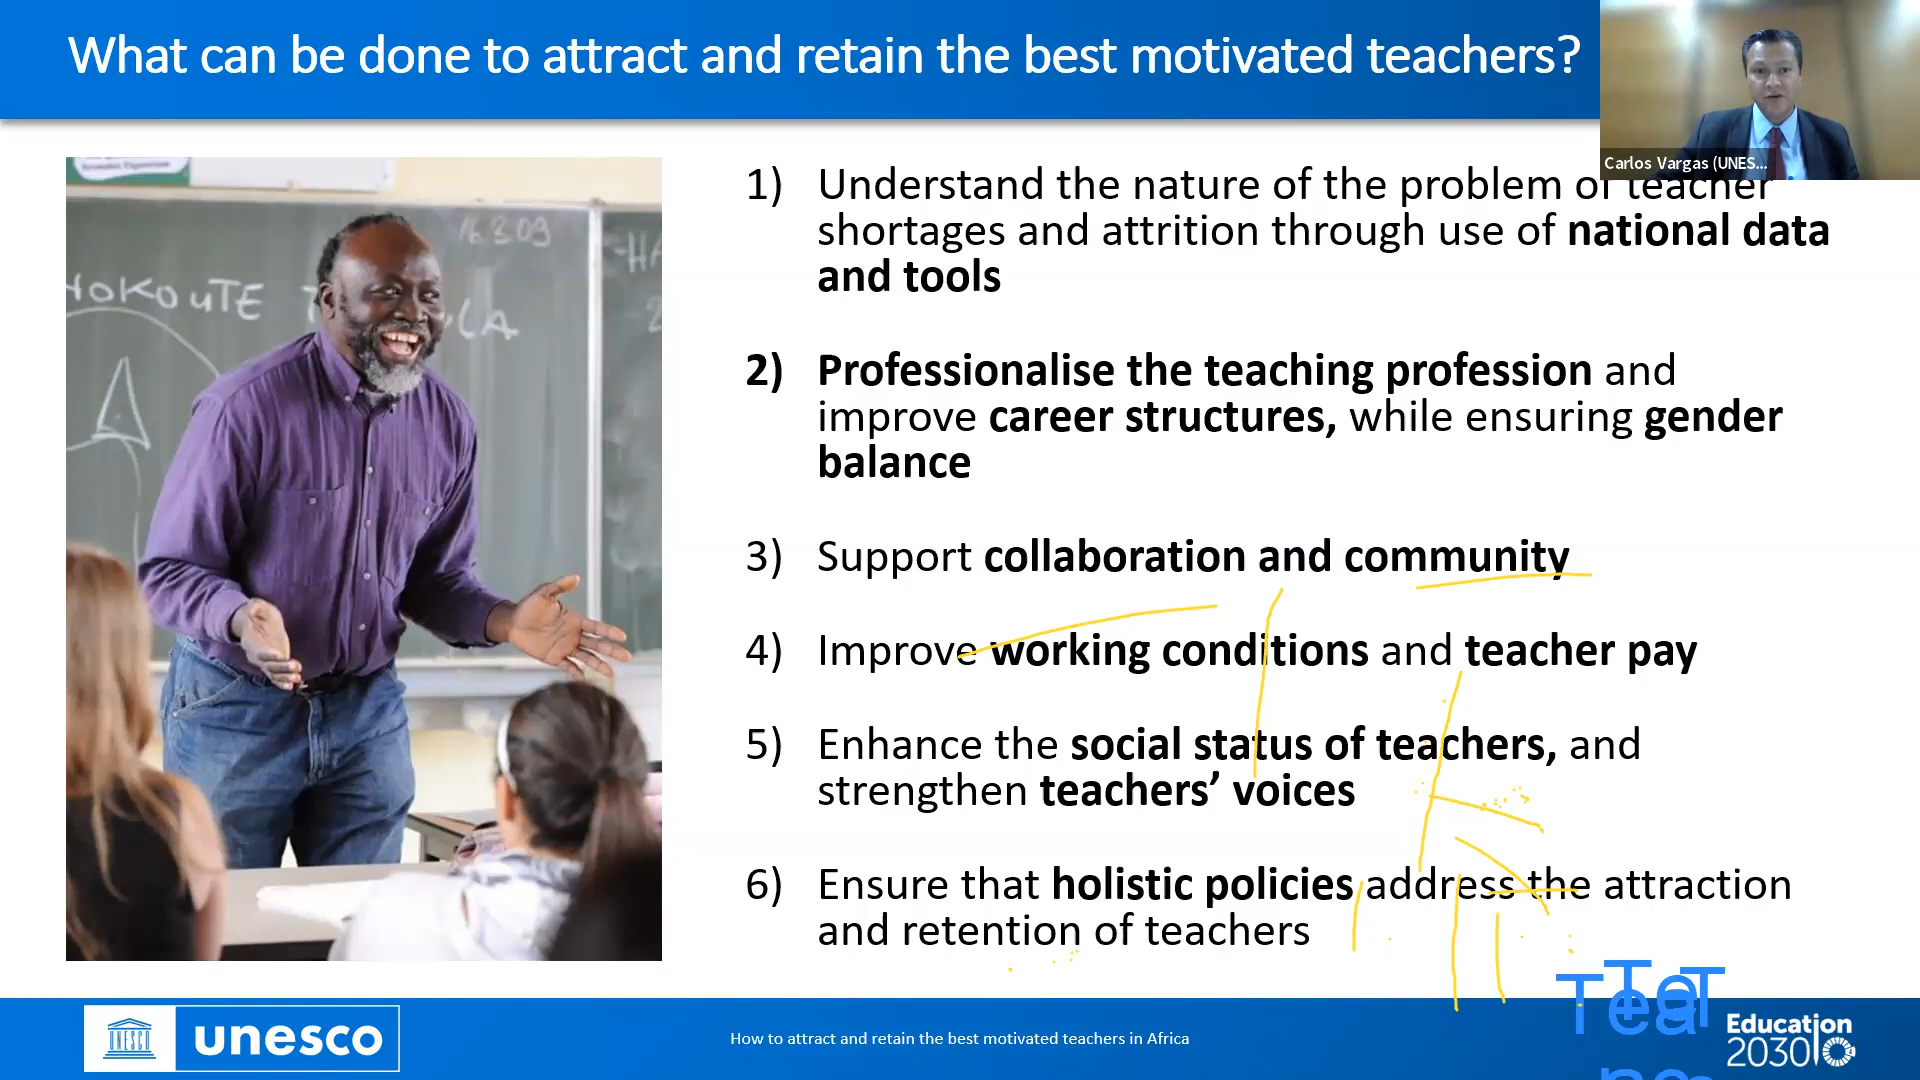 What can be done to attract and retain the best motivated teachers?
Carlos Vargas (UNES...
1) Understand the nature of the problem of teacher
shortages and attrition through use of national data
and tools
2) Professionalise the teaching profession and
improve career structures, while ensuring gender
balance
3) Support collaboration and community
4) Improve working conditions and teacher pay
5) Enhance the social status of teachers, and
strengthen teachers’ voices
6) Ensure that holistic policies address the attraction
and retention of teachers
16.3.09
unesco
How to attract and retain the best motivated teachers in Africa
Education
2030